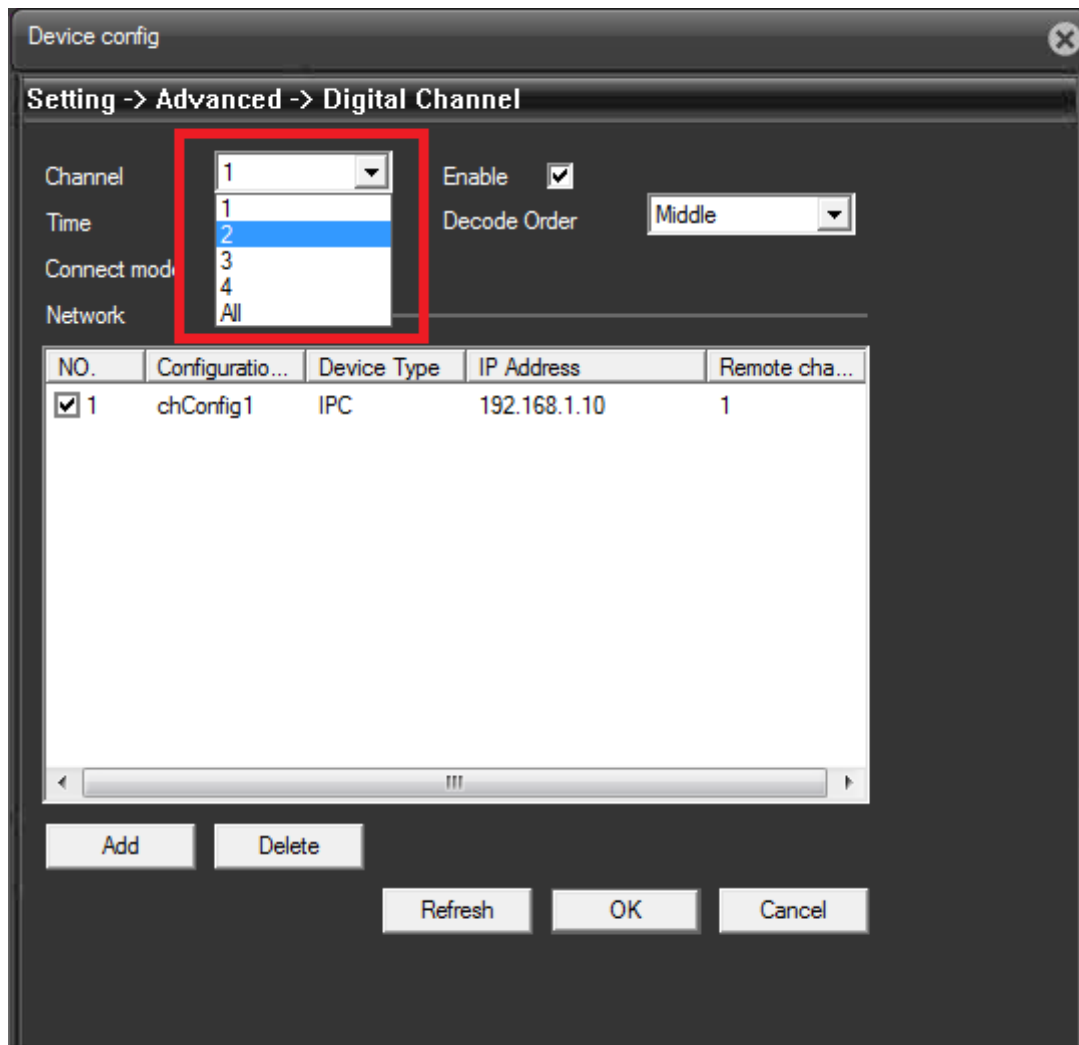 Device config
Setting -> Advanced -> Digital Channel
Channel 1 Enable
1
Time 2 Decode Order Middle
Connect mode 3
4
Network All
NO. Configuratio... Device Type IP Address Remote cha...
1 chConfig1 IPC 192.168.1.10 1
Add Delete
Refresh OK Cancel